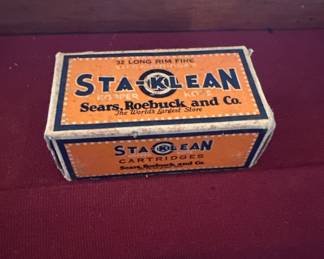 32 LONG RIM FIRE
STA-KLEAN
Sears, Roebuck and Co.
The World's Largest Store
STA-KLEAN
CARTRIDGES
Sears, Roebuck and Co.